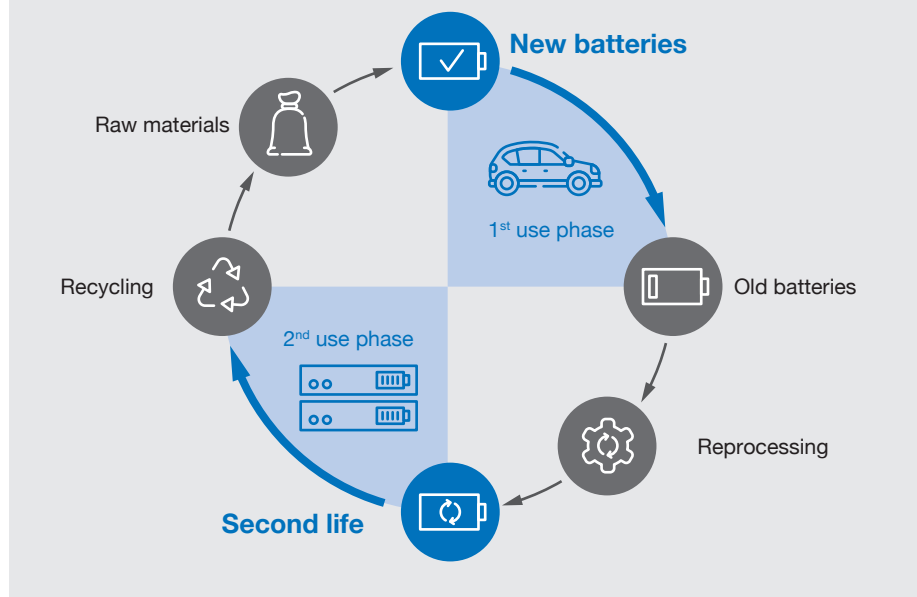 New batteries
Raw materials
1st use phase
Recycling
Old batteries
2nd use phase
Reprocessing
Second life